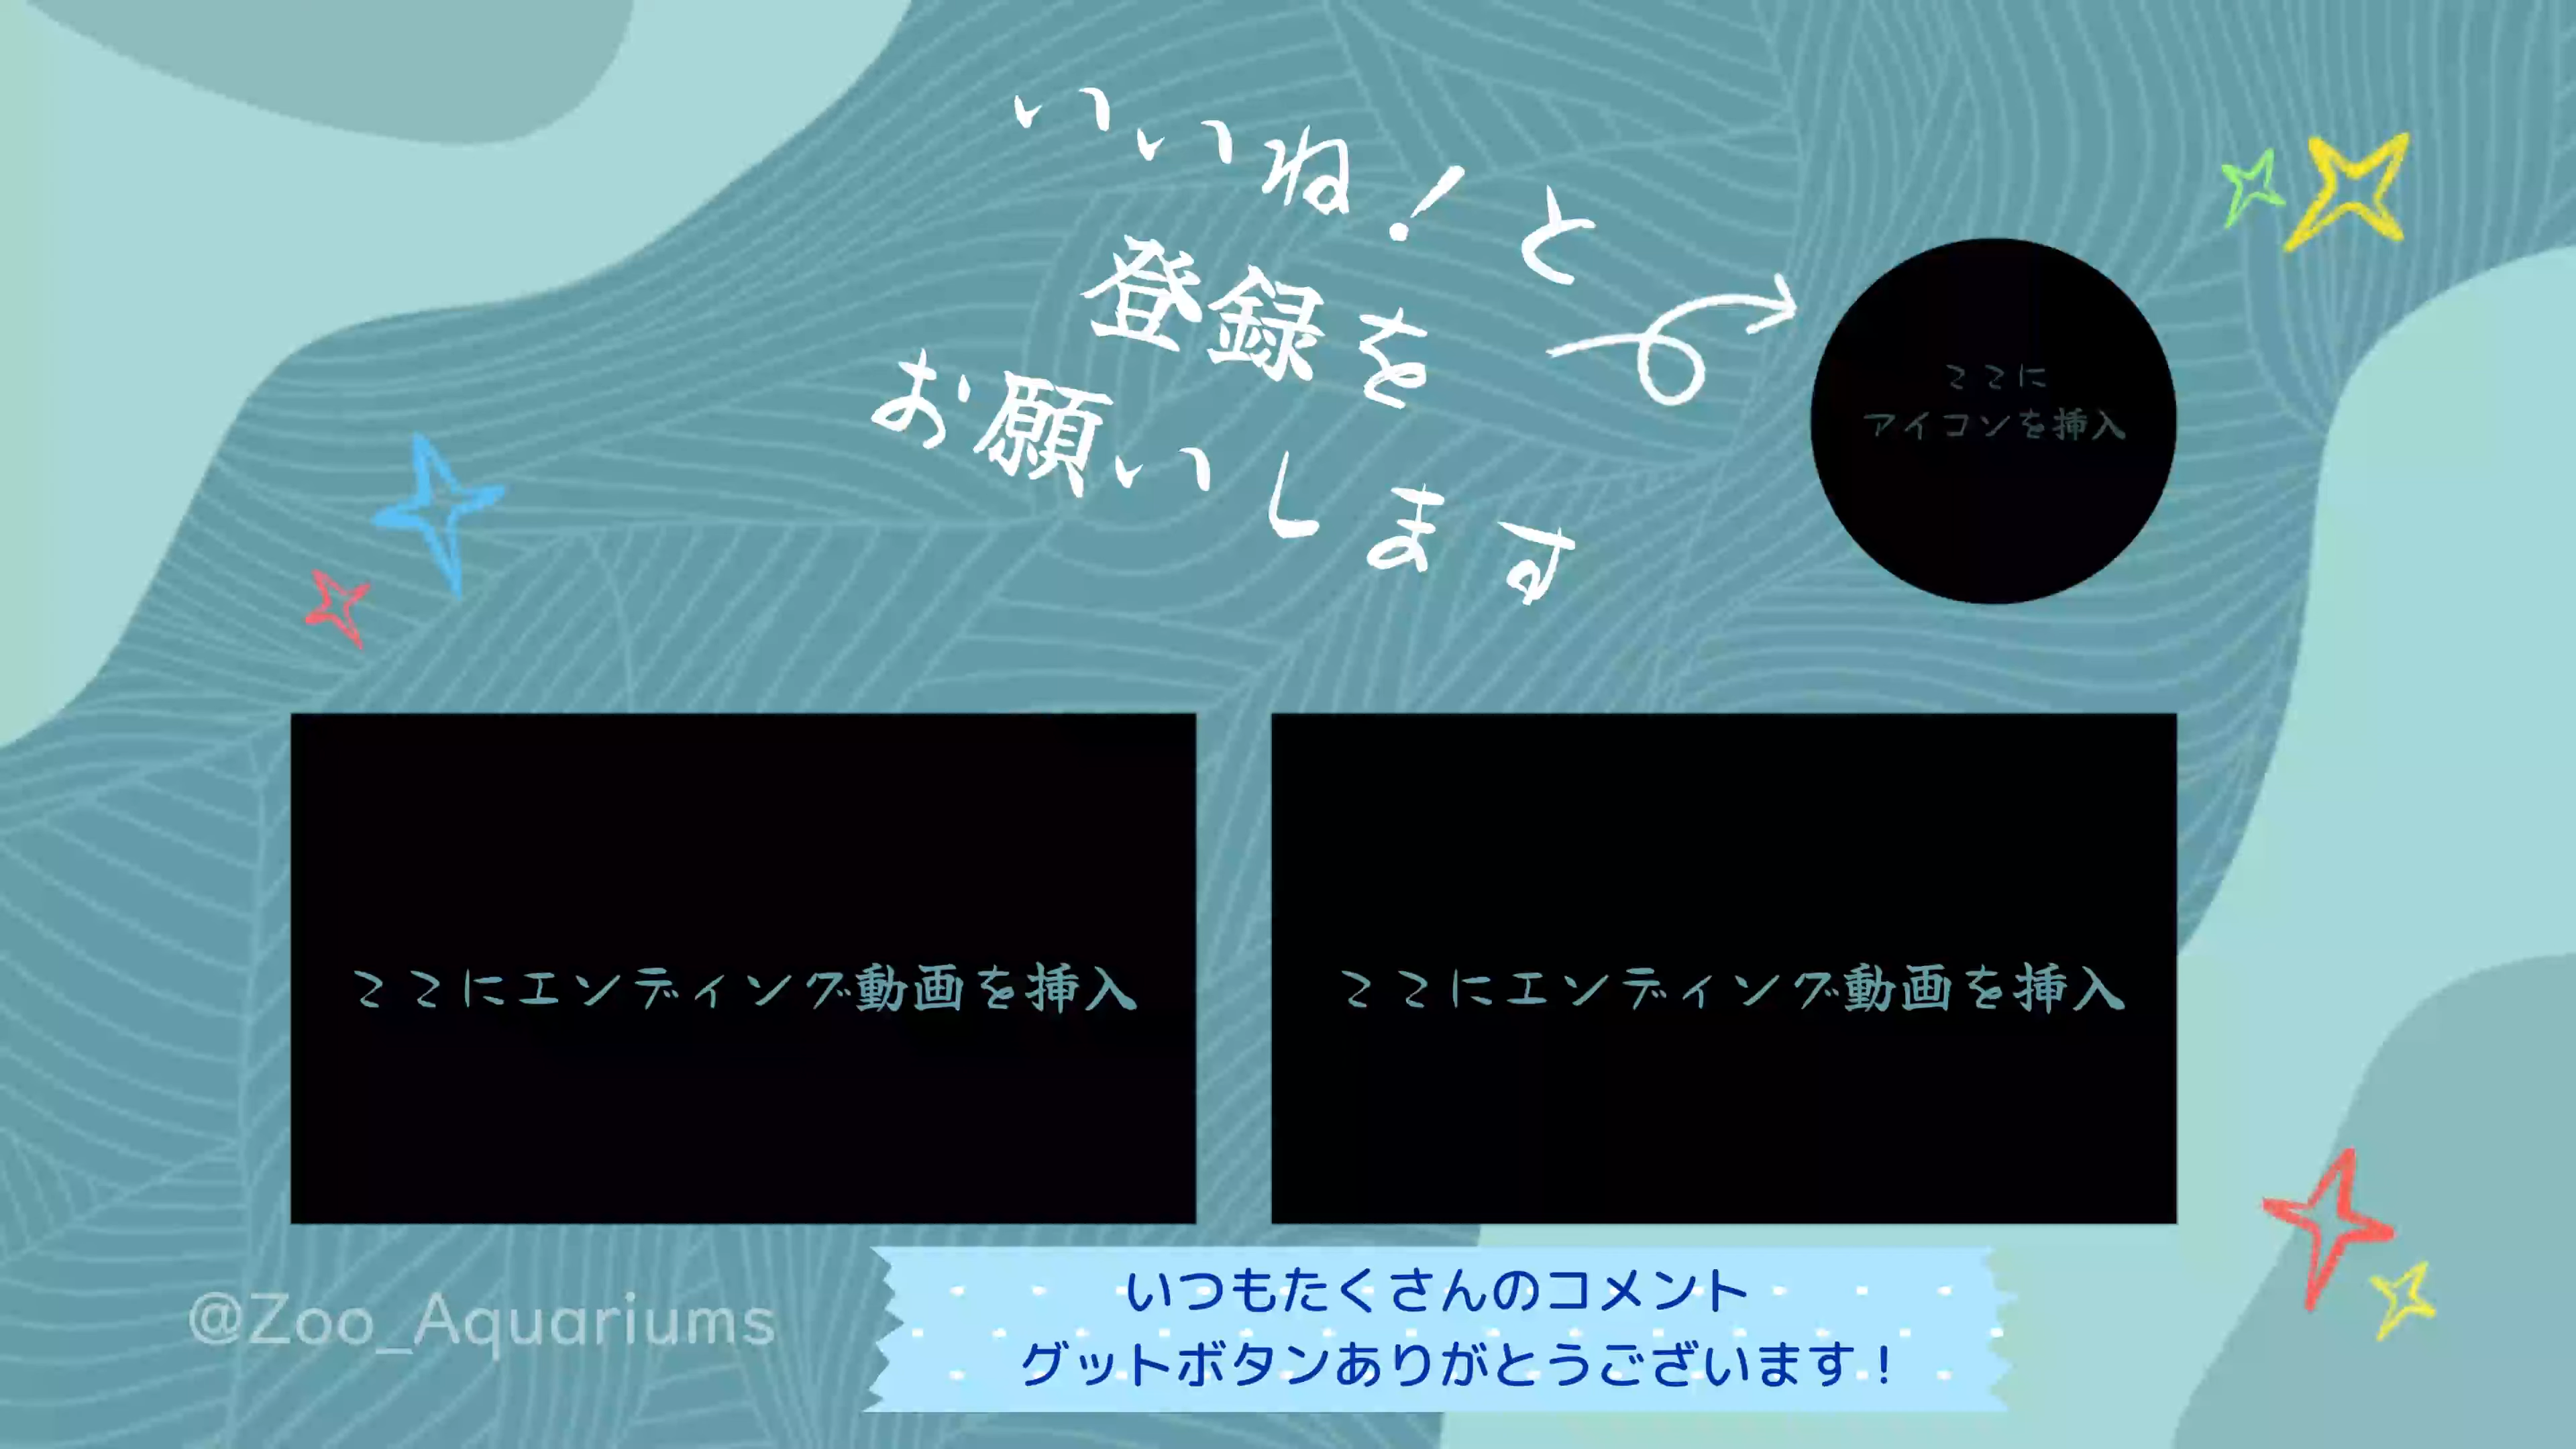 いいね！と
登録を
お願いします
ここに
アイコンを挿入
ここにエンディング動画を挿入
ここにエンディング動画を挿入
@Zoo_Aquariums
いつもたくさんのコメント
グットボタンありがとうございます！